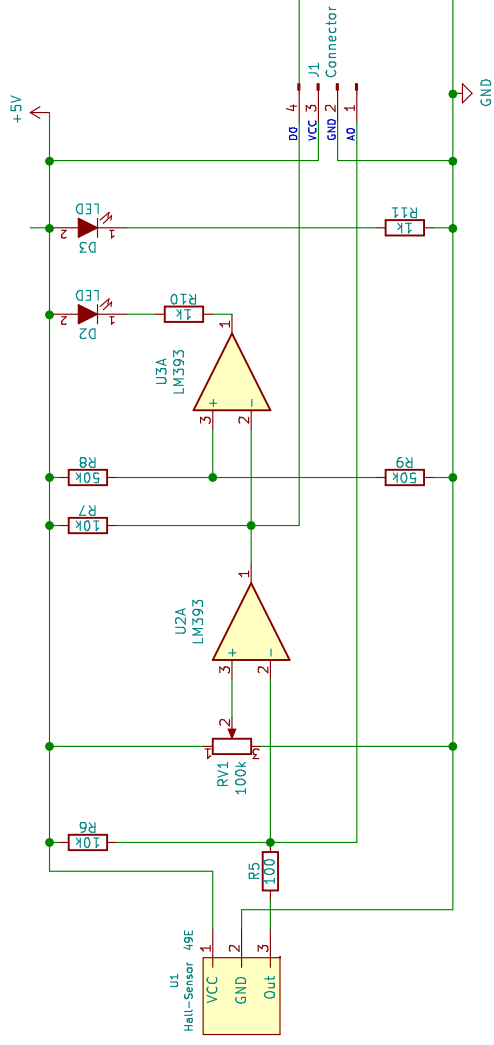 +5V
GND
J1
Connector
4
3
2
1
DO
VCC
GND
AO
LED
2
1
D3
R11
1k
LED
2
1
D2
R10
1k
U3A
LM393
1
3
2
+
-
R8
50k
R9
50k
R7
10k
U2A
LM393
1
3
2
+
-
RV1
100k
1
2
3
R6
10k
R5
100
U1
Hall-Sensor 49E
1
2
3
VCC
GND
Out